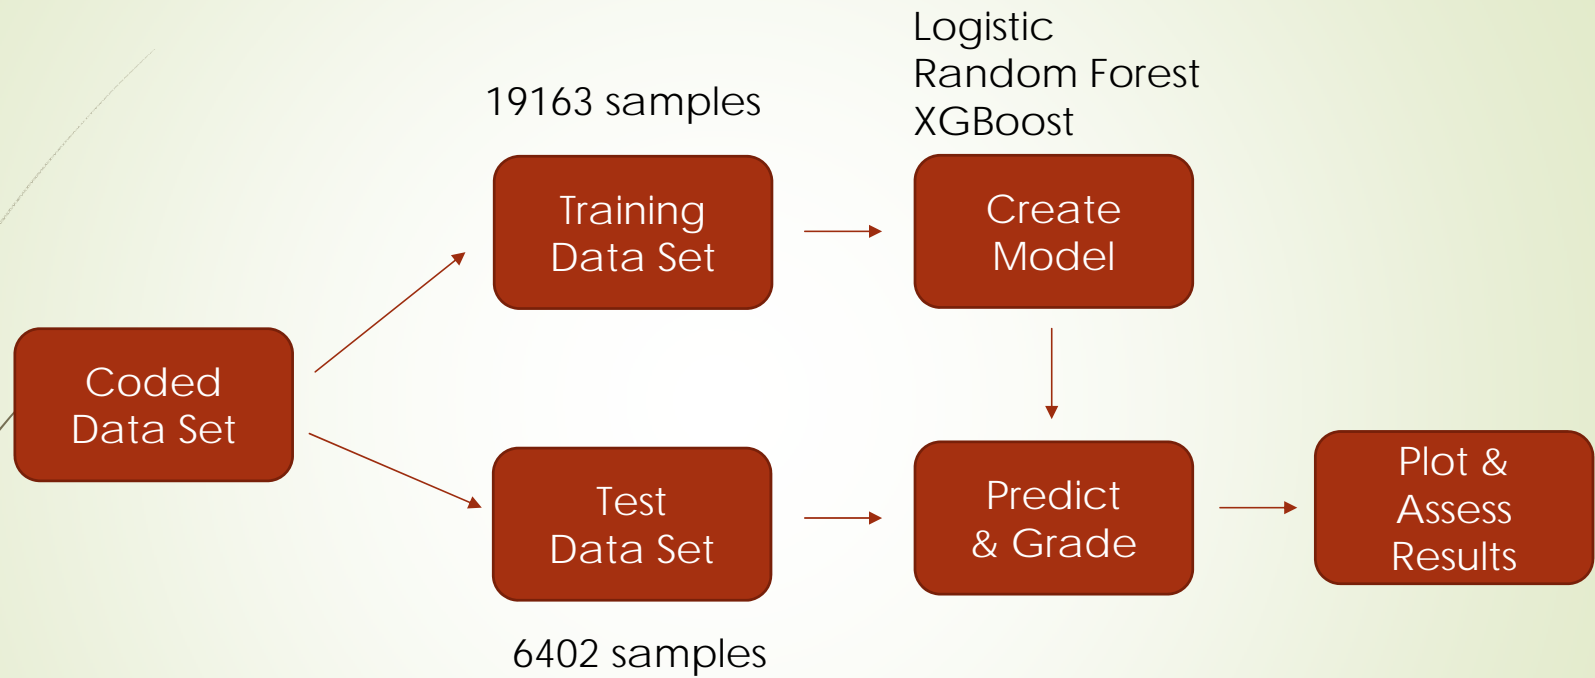 Logistic
Random Forest
XGBoost
19163 samples
Training
Data Set
Create
Model
Coded
Data Set
Test
Data Set
Predict
& Grade
Plot &
Assess
Results
6402 samples